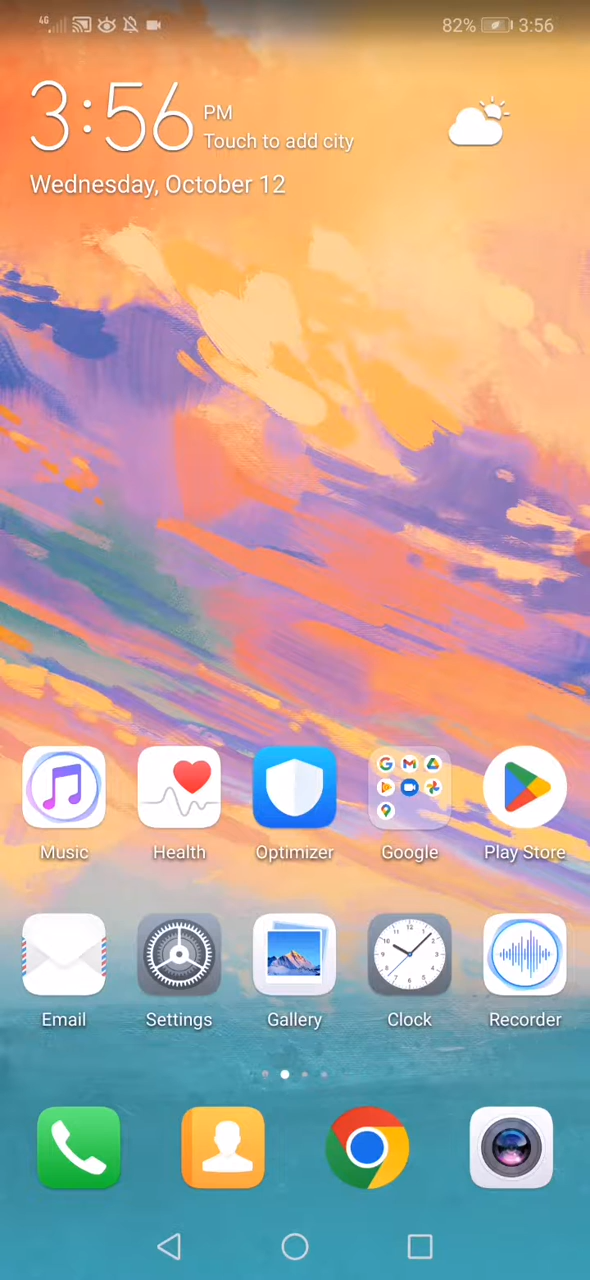 4G 82% 3:56
3:56 PM
Touch to add city
Wednesday, October 12
Music Health Optimizer Google Play Store
Email Settings Gallery Clock Recorder